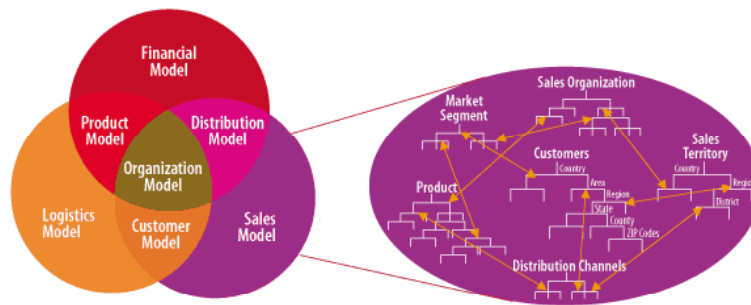 Financial
Model
Product
Model
Distribution
Model
Organization
Model
Logistics
Model
Customer
Model
Sales
Model
Sales Organization
Market
Segment
Customers
Country
Area
Region
State
County
ZIP Codes
Sales
Territory
Country
Region
District
Product
Distribution Channels